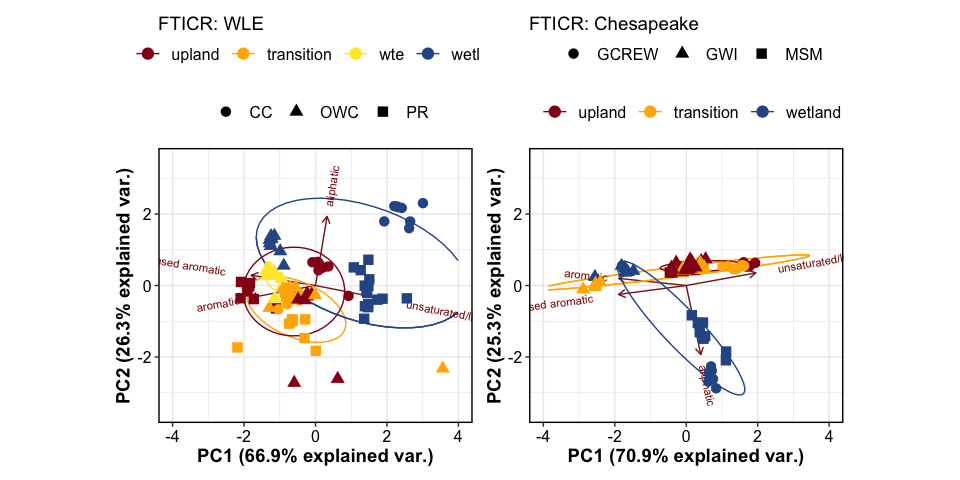 FTICR: WLE
upland transition wte wetl
CC OWC PR
PC2 (26.3% explained var.)
2
0
-2
-4 -2 0 2 4
PC1 (66.9% explained var.)
aliphatic
sed aromatic
aromatic
unsaturated/l
FTICR: Chesapeake
GCREW GWI MSM
upland transition wetland
PC2 (25.3% explained var.)
2
0
-2
-4 -2 0 2 4
PC1 (70.9% explained var.)
aromatic
sed aromatic
unsaturated/l
aliphatic